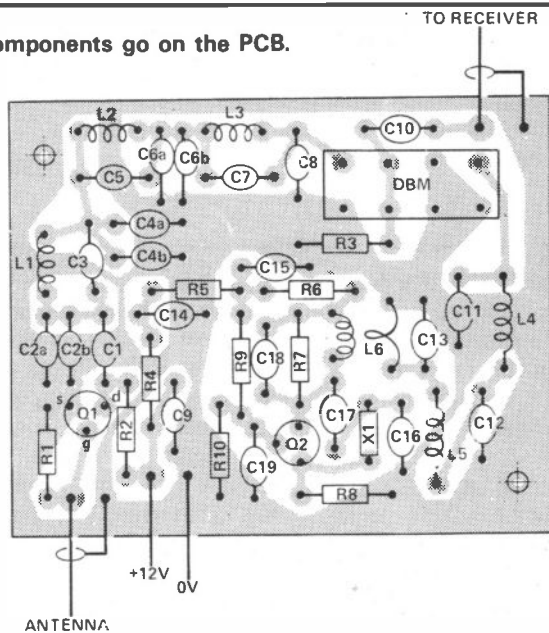 TO RECEIVER
omponents go on the PCB.
L2
L3
C10
C6a
C6b
C5
C7
C8
DBM
C4a
C4b
R3
L1
C3
C15
R5
R6
C11
L4
C14
C2a
C2b
C1
R4
R9
C18
R7
L6
C13
s
Q1
d
g
R1
R2
C9
R10
C19
Q2
C17
X1
C16
L5
C12
R8
+12V
0V
ANTENNA